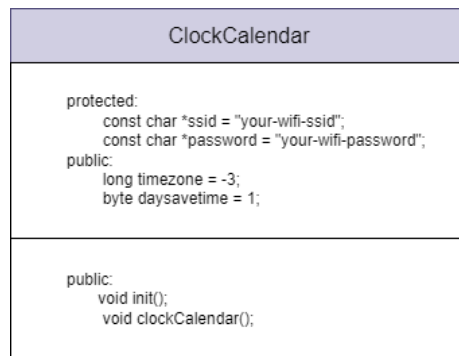 ClockCalendar
protected:
const char *ssid = "your-wifi-ssid";
const char *password = "your-wifi-password";
public:
long timezone = -3;
byte daysavetime = 1;
public:
void init();
void clockCalendar();